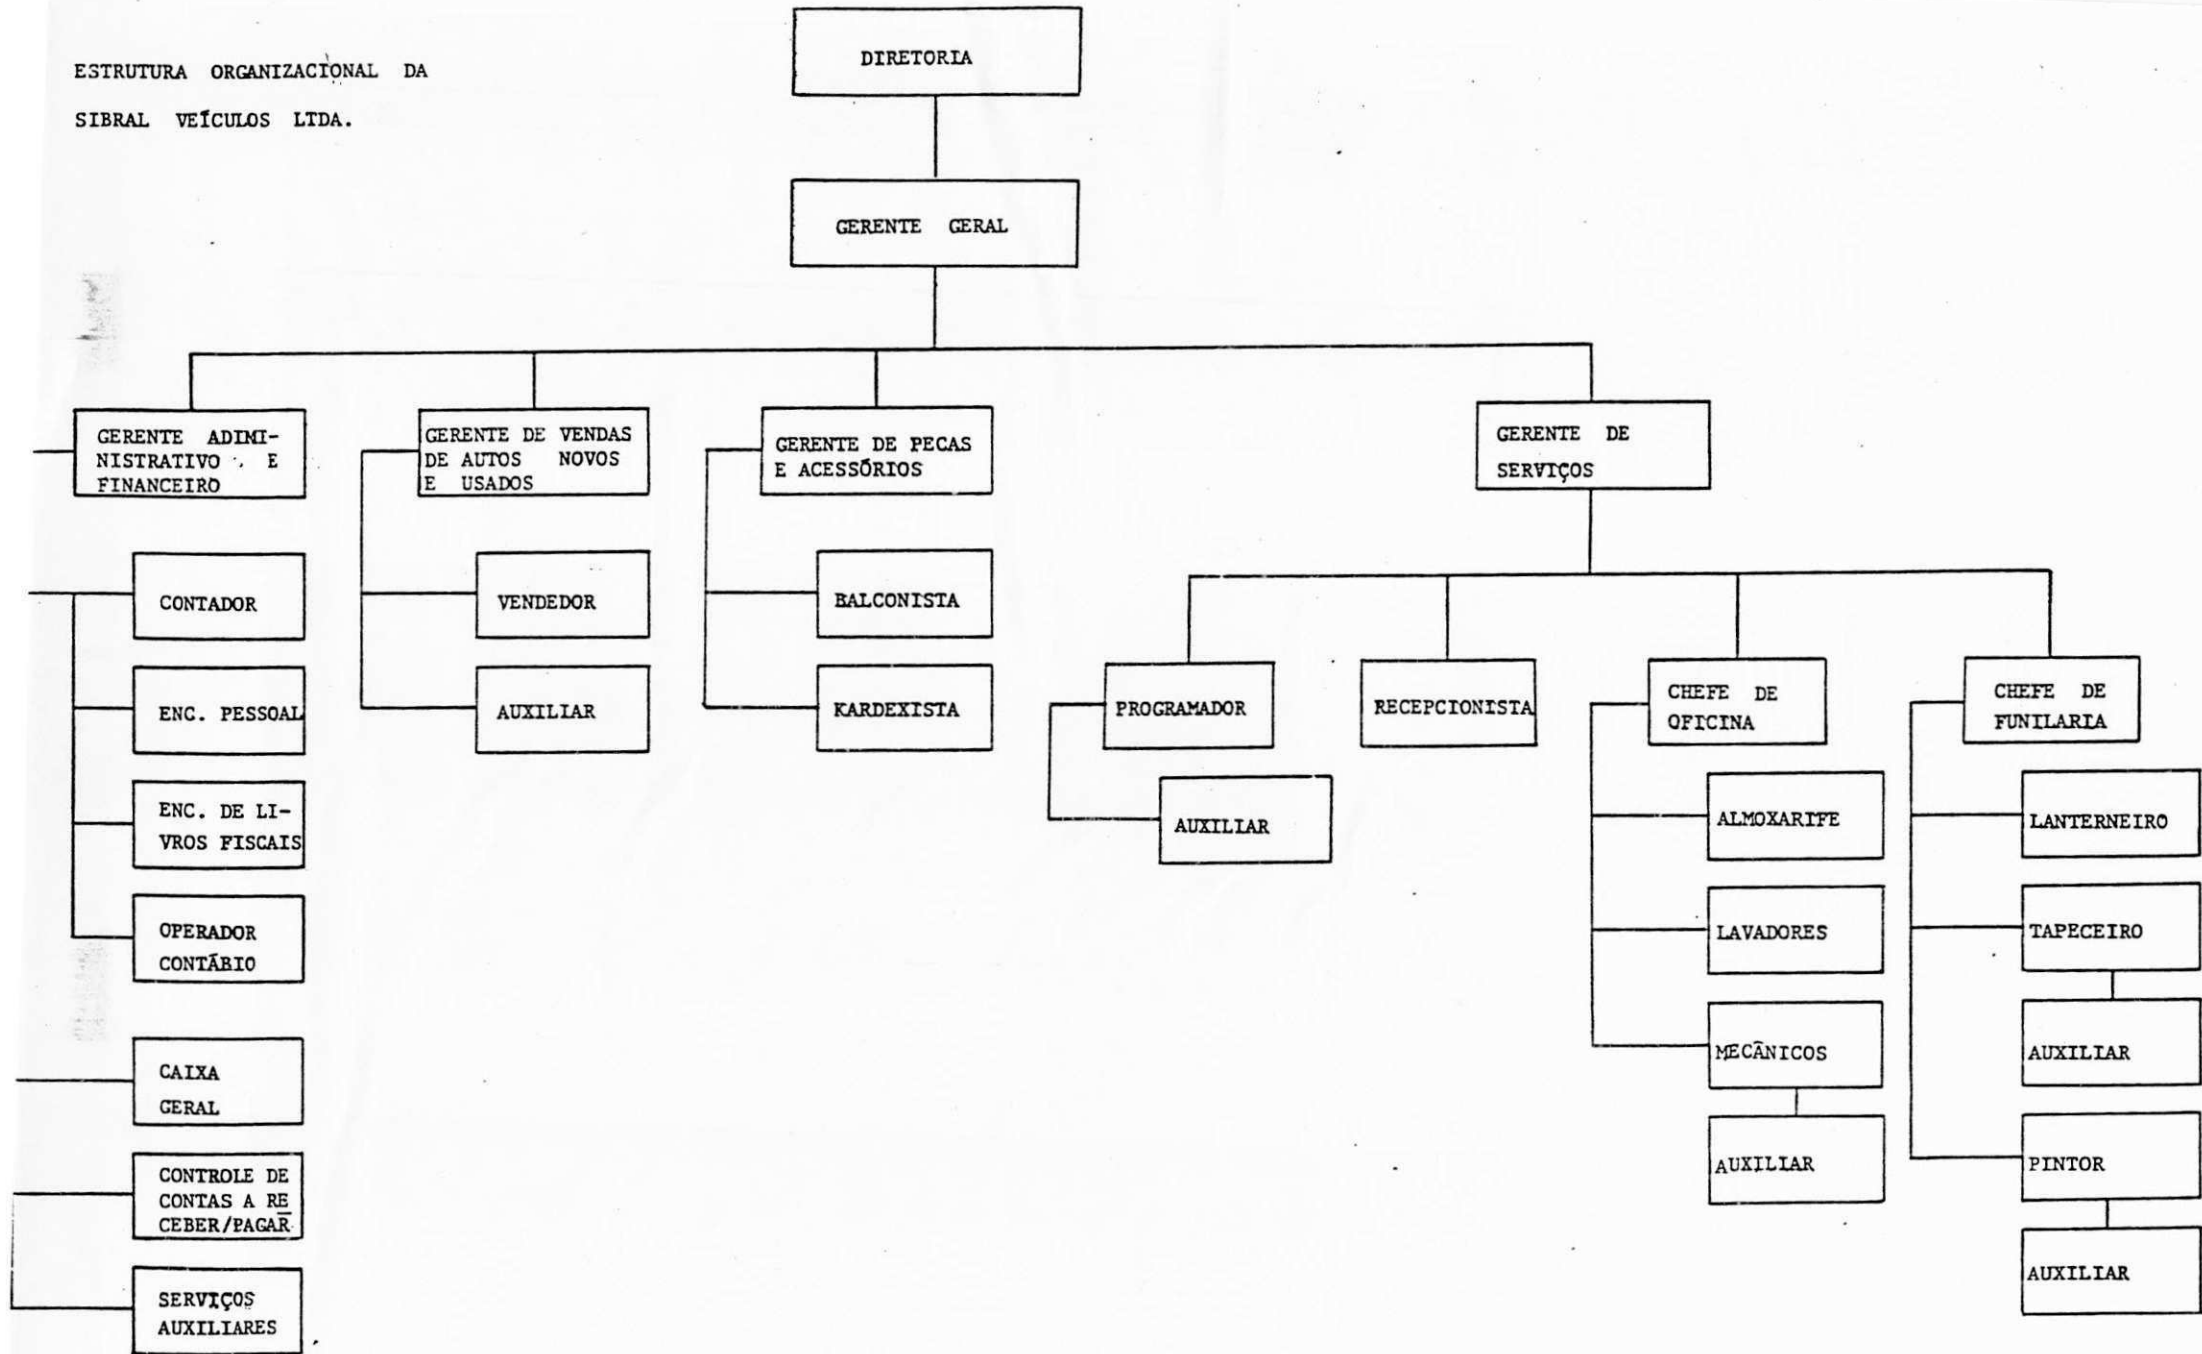 ESTRUTURA ORGANIZACIONAL DA
SIBRAL VEÍCULOS LTDA.
DIRETORIA
GERENTE GERAL
GERENTE ADIMI-
NISTRATIVO E
FINANCEIRO
GERENTE DE VENDAS
DE AUTOS NOVOS
E USADOS
GERENTE DE PECAS
E ACESSÓRIOS
GERENTE DE
SERVIÇOS
CONTADOR
ENC. PESSOAL
ENC. DE LI-
VROS FISCAIS
OPERADOR
CONTÁBIO
CAIXA
GERAL
CONTROLE DE
CONTAS A RE
CEBER/PAGAR
SERVIÇOS
AUXILIARES
VENDEDOR
AUXILIAR
BALCONISTA
KARDEXISTA
PROGRAMADOR
AUXILIAR
RECEPCIONISTA
CHEFE DE
OFICINA
ALMOXARIFE
LAVADORES
MECÂNICOS
AUXILIAR
CHEFE DE
FUNILARIA
LANTERNEIRO
TAPECEIRO
AUXILIAR
PINTOR
AUXILIAR